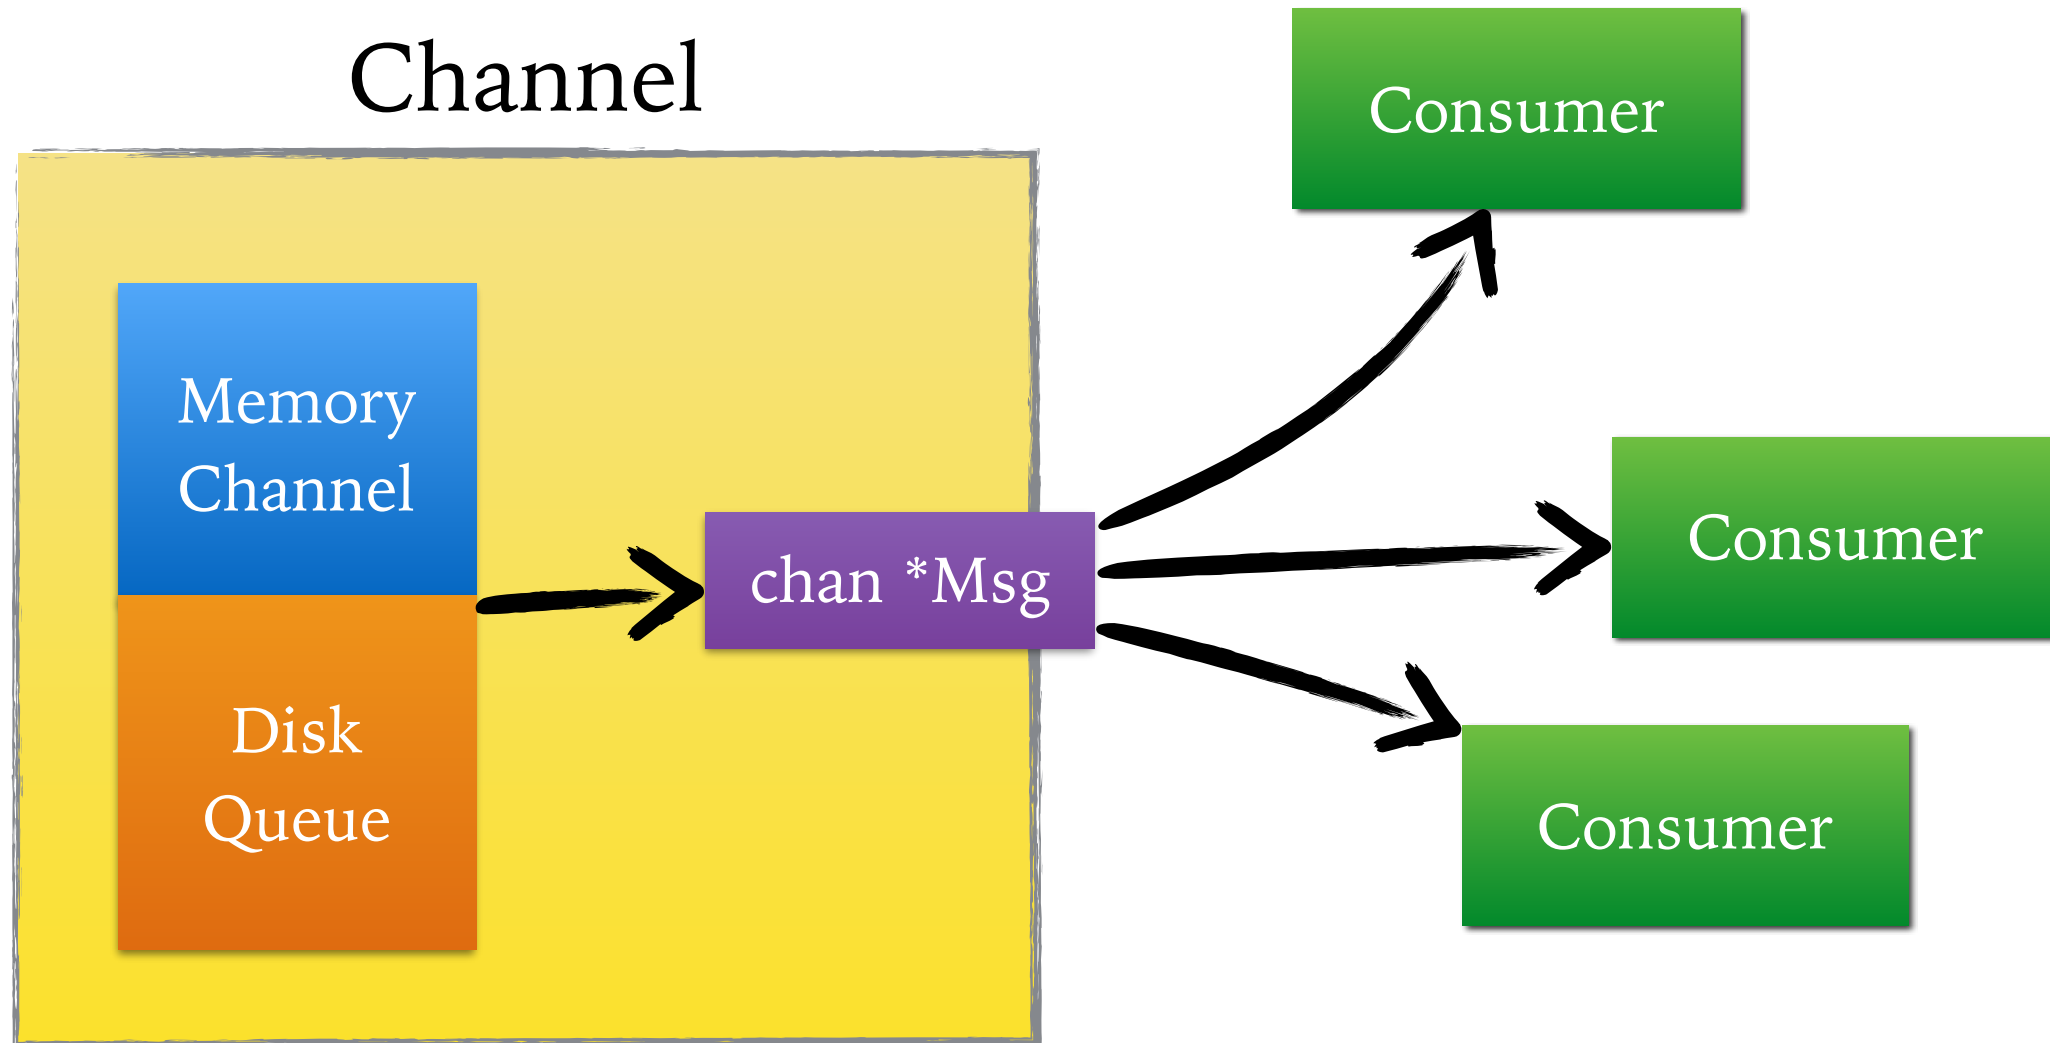 Channel
Memory
Channel
Disk
Queue
chan *Msg
Consumer
Consumer
Consumer